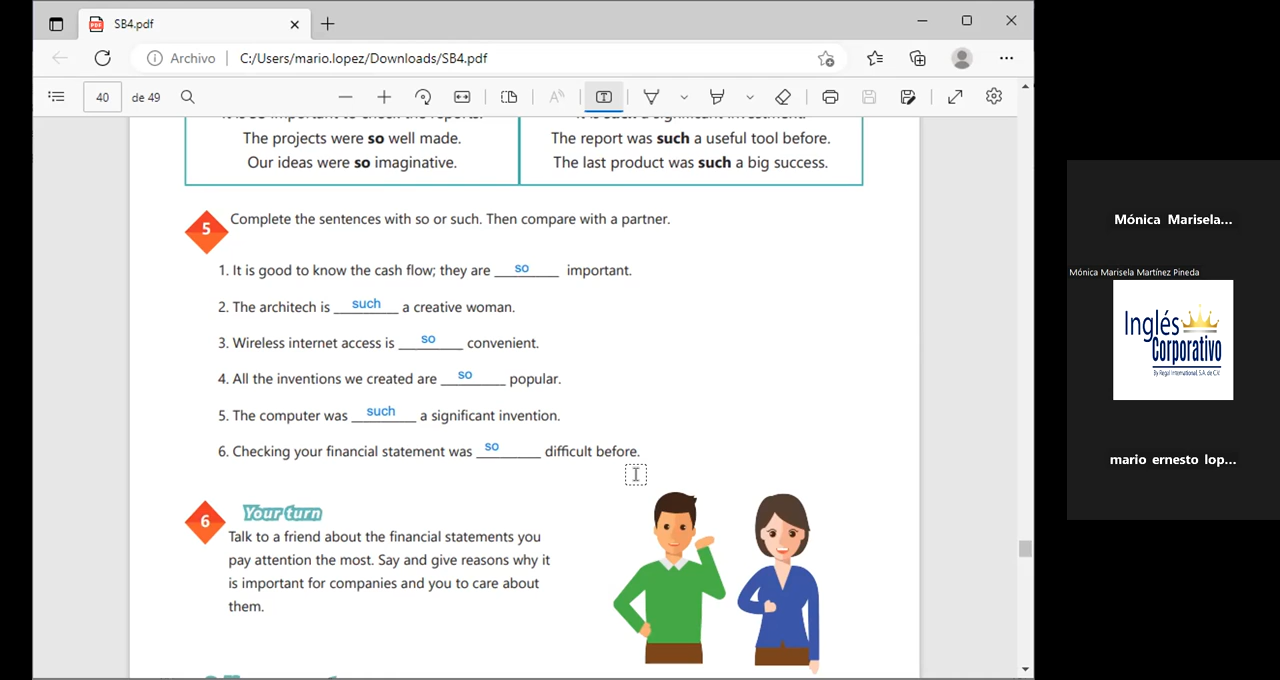 SB4.pdf
Archivo | C:/Users/mario.lopez/Downloads/SB4.pdf
40 de 49
The projects were so well made.
Our ideas were so imaginative.
The report was such a useful tool before.
The last product was such a big success.
5 Complete the sentences with so or such. Then compare with a partner.
1. It is good to know the cash flow; they are so important.
2. The architech is such a creative woman.
3. Wireless internet access is so convenient.
4. All the inventions we created are so popular.
5. The computer was such a significant invention.
6. Checking your financial statement was so difficult before.
6 Your turn
Talk to a friend about the financial statements you
pay attention the most. Say and give reasons why it
is important for companies and you to care about
them.
Mónica Marisela...
Mónica Marisela Martínez Pineda
Inglés
Corporativo
By Regal International, S.A. de C.V.
mario ernesto lop...